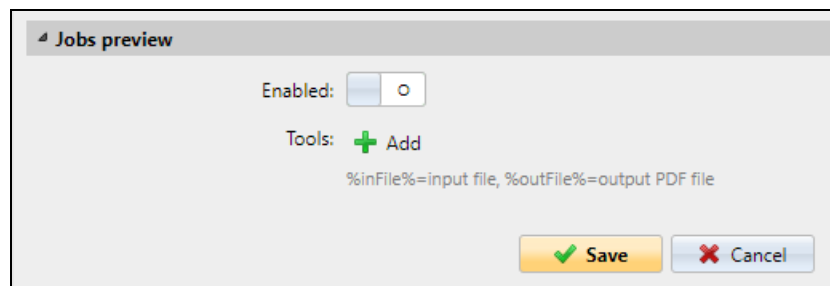 Jobs preview
Enabled: O
Tools: Add
%inFile%=input file, %outFile%=output PDF file
Save Cancel